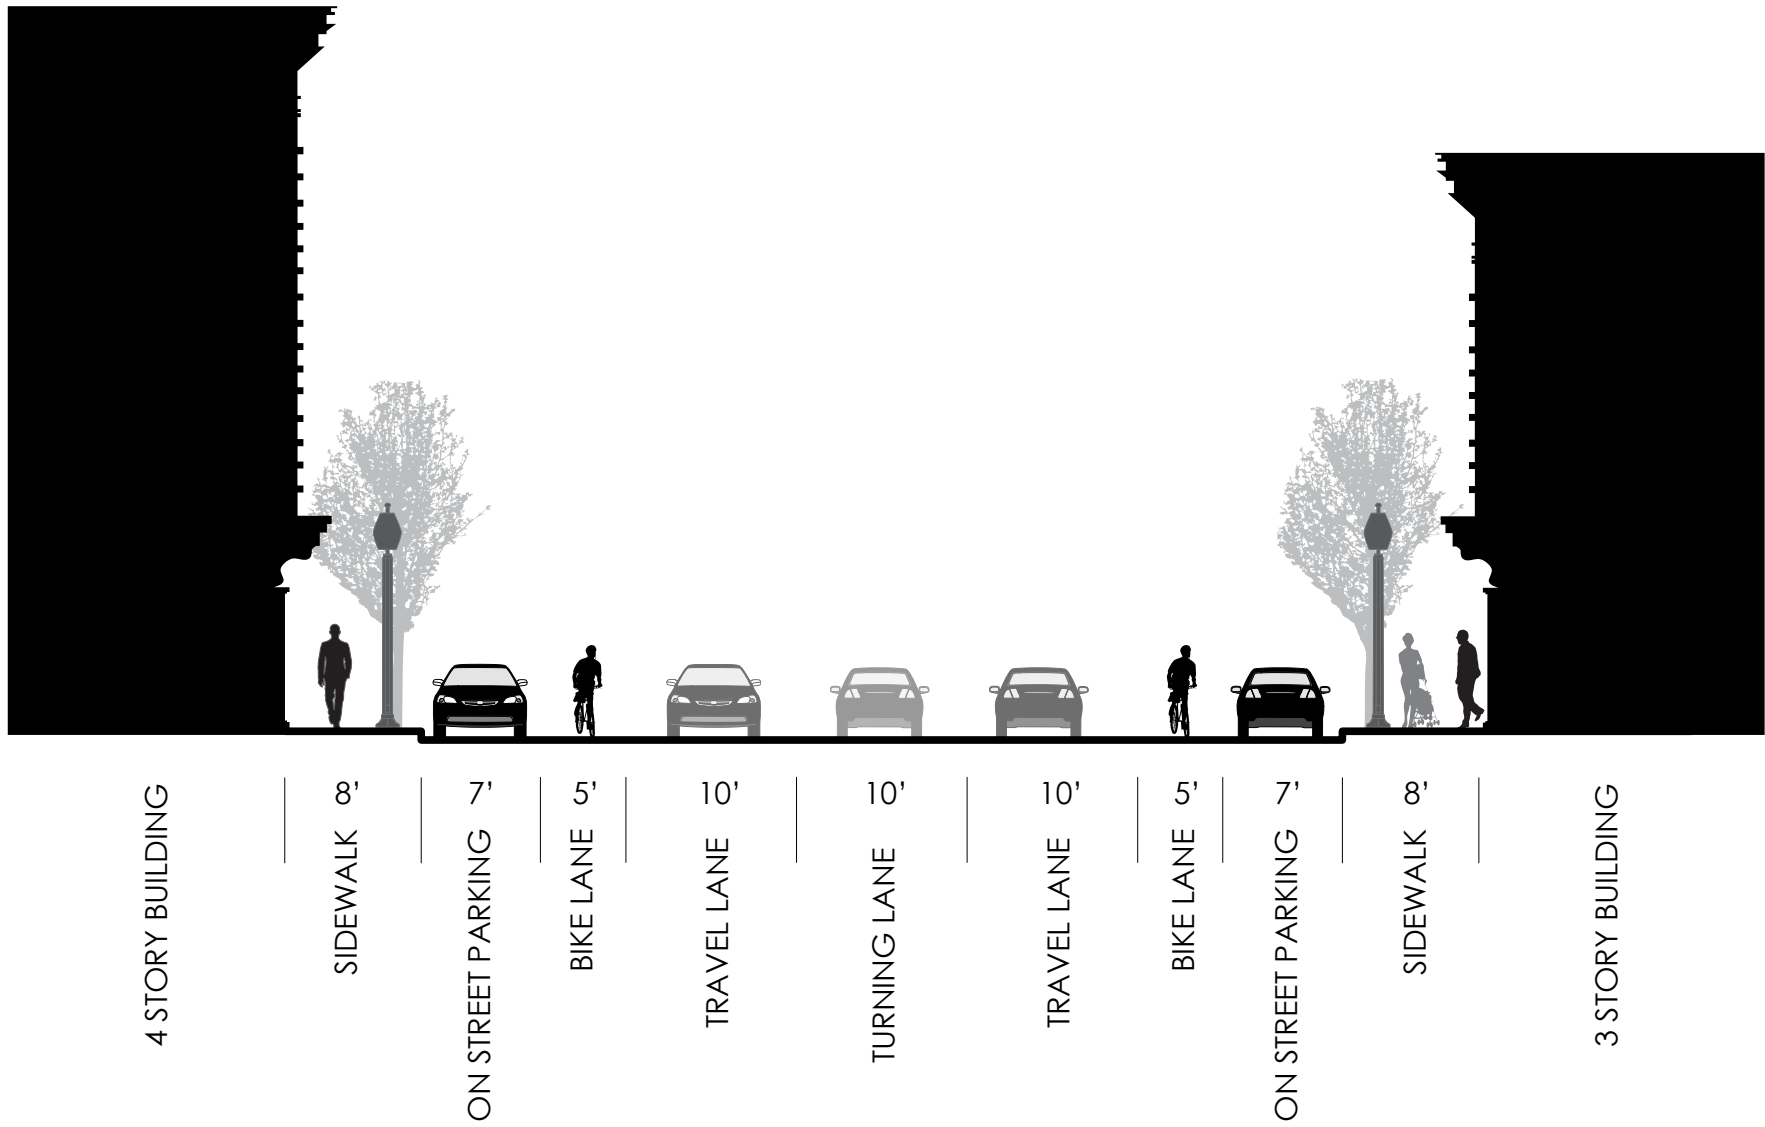 8’
7’
5’
10’
10’
10’
5’
7’
8’
4 STORY BUILDING
SIDEWALK
ON STREET PARKING
BIKE LANE
TRAVEL LANE
TURNING LANE
TRAVEL LANE
BIKE LANE
ON STREET PARKING
SIDEWALK
3 STORY BUILDING